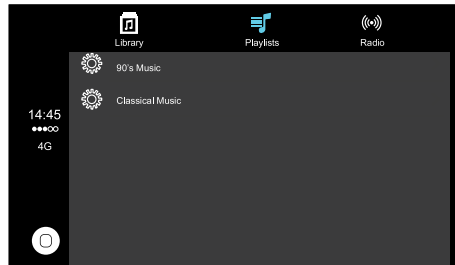 Library
Playlists
Radio
90's Music
Classical Music
14:45
4G